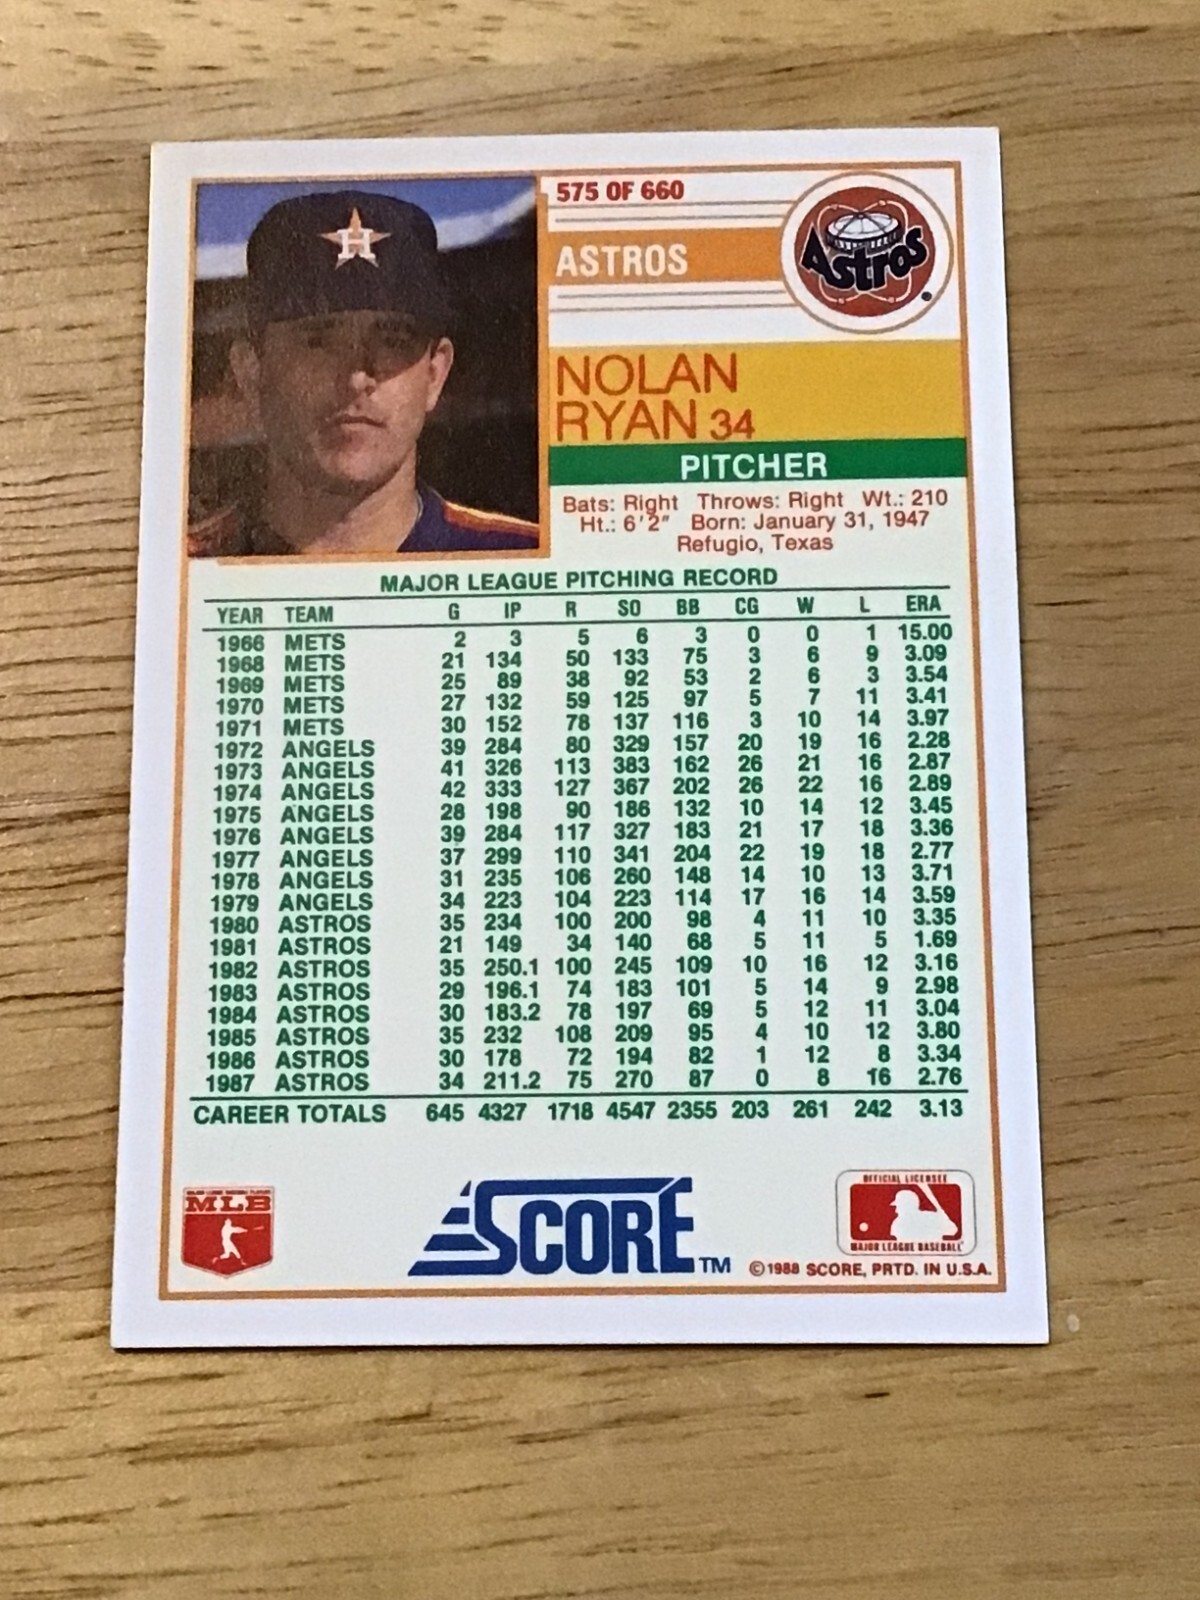 575 OF 660
H
ASTROS
Astros
NOLAN
RYAN 34
PITCHER
Bats: Right Throws: Right Wt.: 210
Ht.: 6'2" Born: January 31, 1947
Refugio, Texas
MAJOR LEAGUE PITCHING RECORD
YEAR TEAM G IP R SO BB CG W L ERA
1966 METS 2 3 5 6 3 0 0 1 15.00
1968 METS 21 134 50 133 75 3 6 9 3.09
1969 METS 25 89 38 92 53 2 6 3 3.54
1970 METS 27 132 59 125 97 5 7 11 3.41
1971 METS 30 152 78 137 116 3 10 14 3.97
1972 ANGELS 39 284 80 329 157 20 19 16 2.28
1973 ANGELS 41 326 113 383 162 26 21 16 2.87
1974 ANGELS 42 333 127 367 202 26 22 16 2.89
1975 ANGELS 28 198 90 186 132 10 14 12 3.45
1976 ANGELS 39 284 117 327 183 21 17 18 3.36
1977 ANGELS 37 299 110 341 204 22 19 18 2.77
1978 ANGELS 31 235 106 260 148 14 10 13 3.71
1979 ANGELS 34 223 104 223 114 17 16 14 3.59
1980 ASTROS 35 234 100 200 98 4 11 10 3.35
1981 ASTROS 21 149 34 140 68 5 11 5 1.69
1982 ASTROS 35 250.1 100 245 109 10 16 12 3.16
1983 ASTROS 29 196.1 74 183 101 5 14 9 2.98
1984 ASTROS 30 183.2 78 197 69 5 12 11 3.04
1985 ASTROS 35 232 108 209 95 4 10 12 3.80
1986 ASTROS 30 178 72 194 82 1 12 8 3.34
1987 ASTROS 34 211.2 75 270 87 0 8 16 2.76
CAREER TOTALS 645 4327 1718 4547 2355 203 261 242 3.13
MLB
SCORE TM
OFFICIAL LICENSEE
MAJOR LEAGUE BASEBALL
©1988 SCORE, PRTD. IN U.S.A.